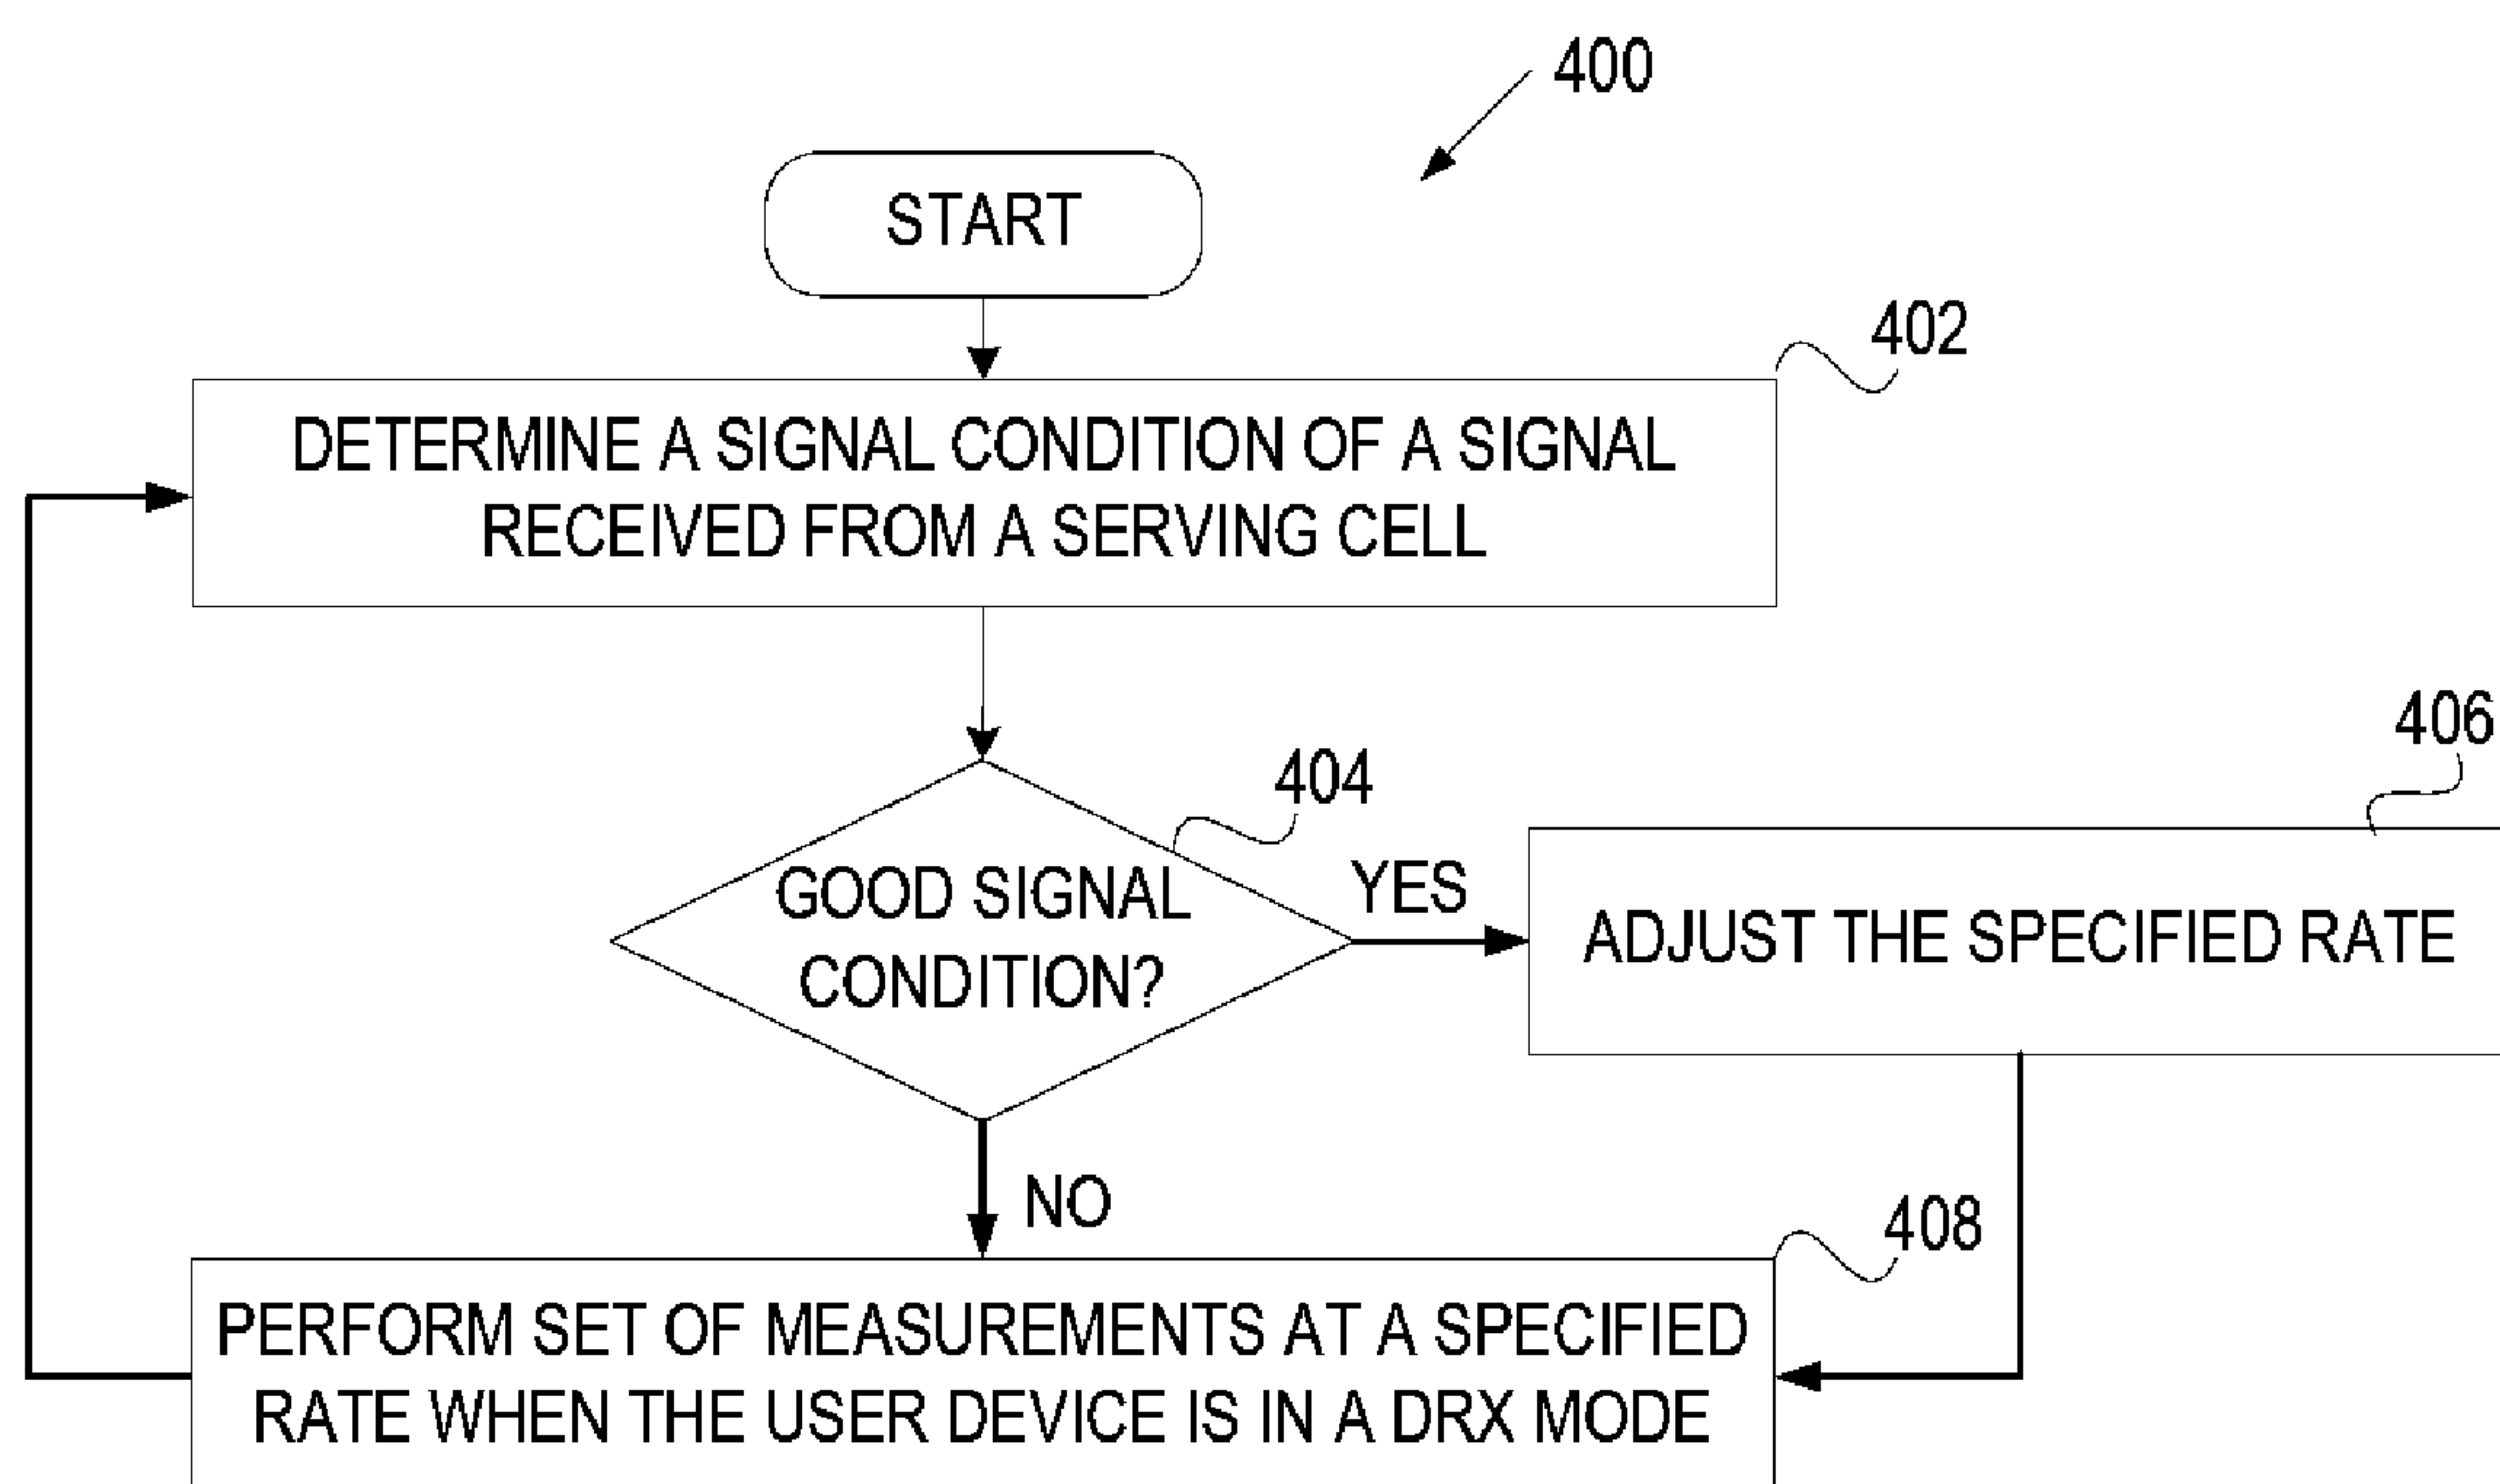 400
START
402
DETERMINE A SIGNAL CONDITION OF A SIGNAL
RECEIVED FROM A SERVING CELL
406
404
GOOD SIGNAL
CONDITION?
YES
ADJUST THE SPECIFIED RATE
NO
408
PERFORM SET OF MEASUREMENTS AT A SPECIFIED
RATE WHEN THE USER DEVICE IS IN A DRX MODE